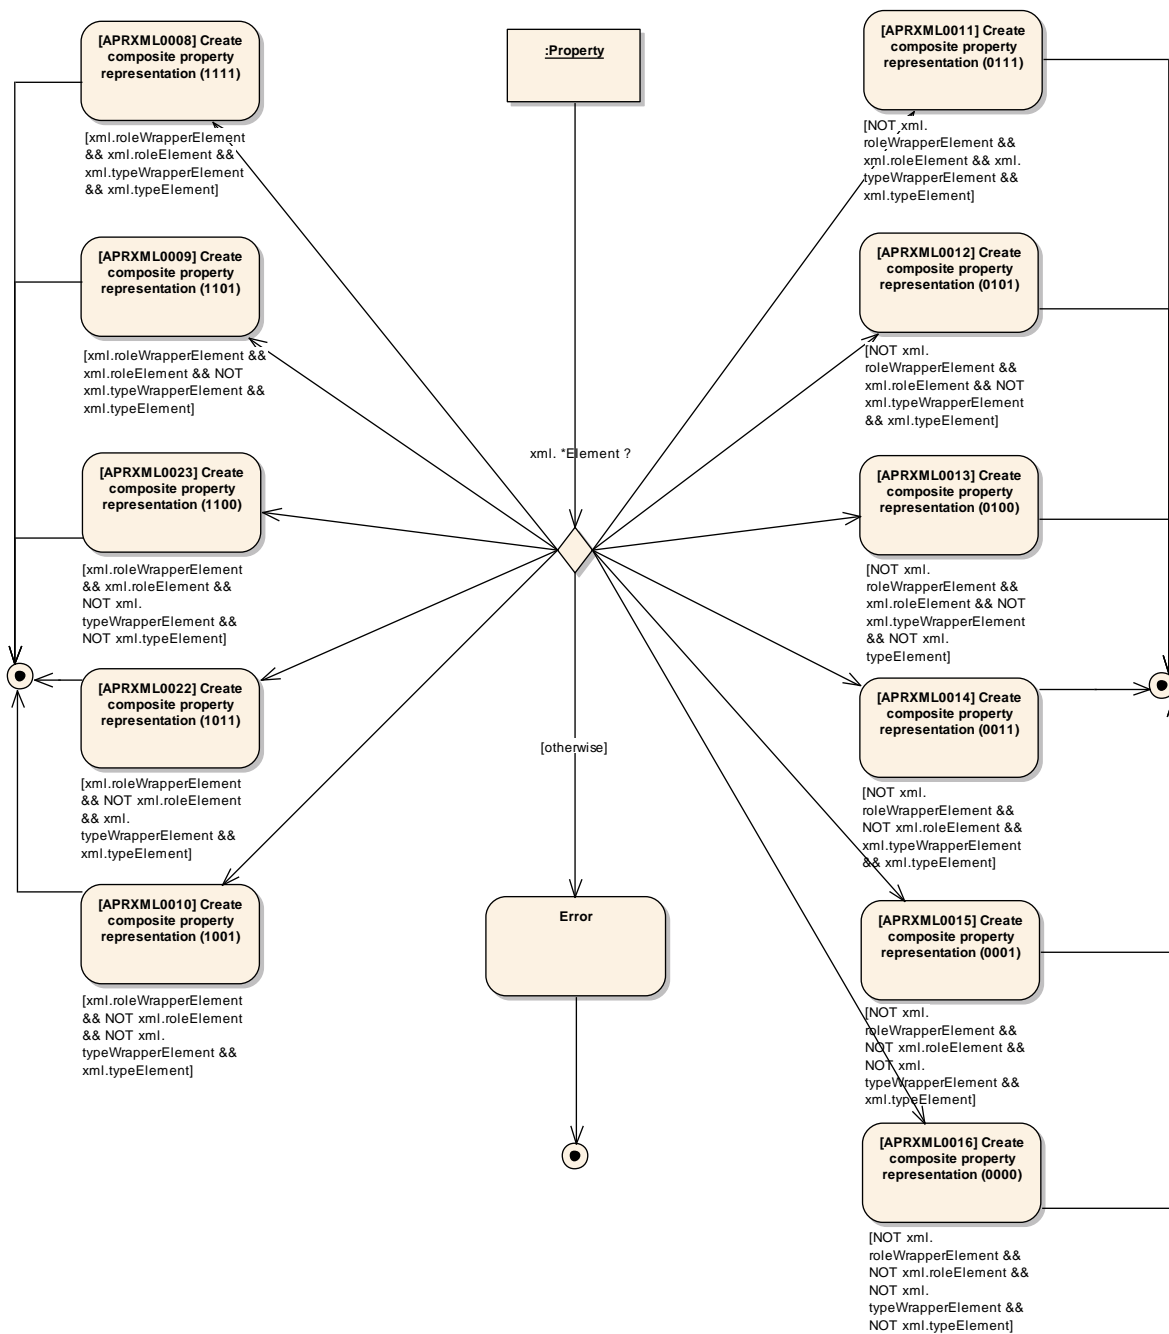 [APRXML0008] Create
composite property
representation (1111)
[xml.roleWrapperElement
&& xml.roleElement &&
xml.typeWrapperElement
&& xml.typeElement]
[APRXML0009] Create
composite property
representation (1101)
[xml.roleWrapperElement &&
xml.roleElement && NOT
xml.typeWrapperElement &&
xml.typeElement]
[APRXML0023] Create
composite property
representation (1100)
[xml.roleWrapperElement
&& xml.roleElement &&
NOT xml.
typeWrapperElement &&
NOT xml.typeElement]
[APRXML0022] Create
composite property
representation (1011)
[xml.roleWrapperElement
&& NOT xml.roleElement
&& xml.
typeWrapperElement &&
xml.typeElement]
[APRXML0010] Create
composite property
representation (1001)
[xml.roleWrapperElement
&& NOT xml.roleElement
&& NOT xml.
typeWrapperElement &&
xml.typeElement]
:Property
xml. *Element ?
[otherwise]
Error
[APRXML0011] Create
composite property
representation (0111)
[NOT xml.
roleWrapperElement &&
xml.roleElement && xml.
typeWrapperElement &&
xml.typeElement]
[APRXML0012] Create
composite property
representation (0101)
[NOT xml.
roleWrapperElement &&
xml.roleElement && NOT
xml.typeWrapperElement
&& xml.typeElement]
[APRXML0013] Create
composite property
representation (0100)
[NOT xml.
roleWrapperElement &&
xml.roleElement && NOT
xml.typeWrapperElement
&& NOT xml.
typeElement]
[APRXML0014] Create
composite property
representation (0011)
[NOT xml.
roleWrapperElement &&
NOT xml.roleElement &&
xml.typeWrapperElement
&& xml.typeElement]
[APRXML0015] Create
composite property
representation (0001)
[NOT xml.
roleWrapperElement &&
NOT xml.roleElement &&
NOT xml.
typeWrapperElement &&
xml.typeElement]
[APRXML0016] Create
composite property
representation (0000)
[NOT xml.
roleWrapperElement &&
NOT xml.roleElement &&
NOT xml.
typeWrapperElement &&
NOT xml.typeElement]